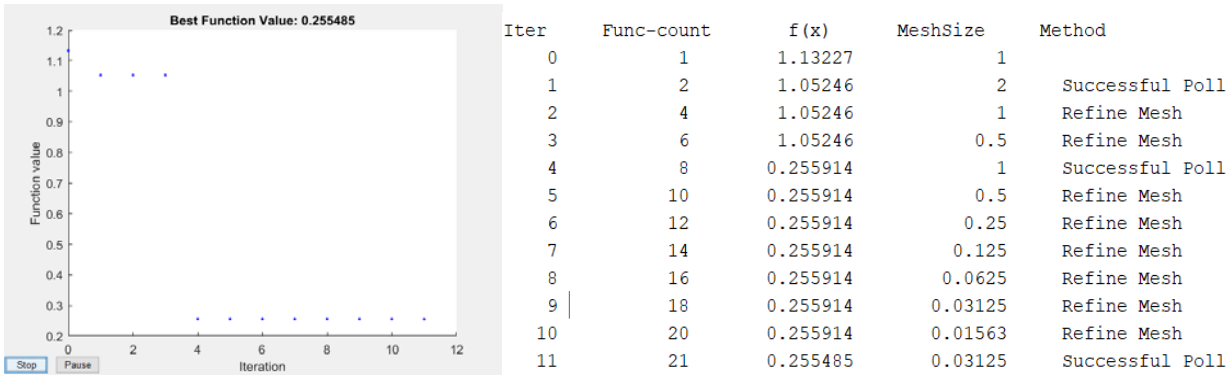 Best Function Value: 0.255485
1.2
1.1
1
0.9
0.8
0.7
0.6
0.5
0.4
0.3
0.2
Function value
0 2 4 6 8 10 12
Iteration
Stop Pause
Iter Func-count f(x) MeshSize Method
0 1 1.13227 1
1 2 1.05246 2 Successful Poll
2 4 1.05246 1 Refine Mesh
3 6 1.05246 0.5 Refine Mesh
4 8 0.255914 1 Successful Poll
5 10 0.255914 0.5 Refine Mesh
6 12 0.255914 0.25 Refine Mesh
7 14 0.255914 0.125 Refine Mesh
8 16 0.255914 0.0625 Refine Mesh
9 18 0.255914 0.03125 Refine Mesh
10 20 0.255914 0.01563 Refine Mesh
11 21 0.255485 0.03125 Successful Poll